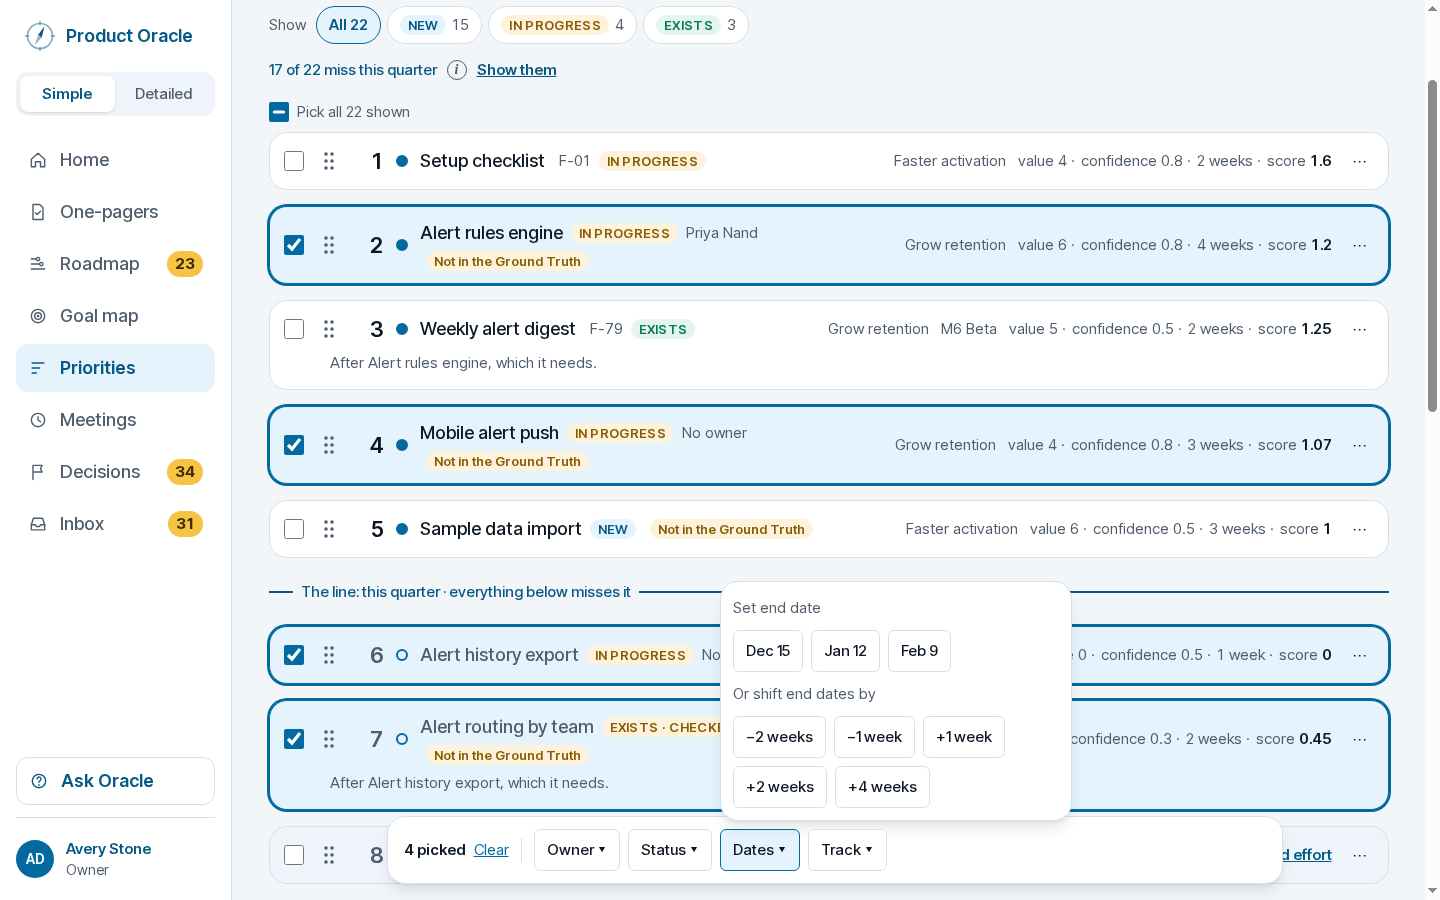 Product Oracle
Simple
Detailed
Home
One-pagers
Roadmap 23
Goal map
Priorities
Meetings
Decisions 34
Inbox 31
Ask Oracle
AD
Avery Stone
Owner
Show All 22 NEW 15 IN PROGRESS 4 EXISTS 3
17 of 22 miss this quarter i Show them
Pick all 22 shown
1 Setup checklist F-01 IN PROGRESS Faster activation value 4 · confidence 0.8 · 2 weeks · score 1.6 ...
2 Alert rules engine IN PROGRESS Priya Nand Grow retention value 6 · confidence 0.8 · 4 weeks · score 1.2 ...
Not in the Ground Truth
3 Weekly alert digest F-79 EXISTS Grow retention M6 Beta value 5 · confidence 0.5 · 2 weeks · score 1.25 ...
After Alert rules engine, which it needs.
4 Mobile alert push IN PROGRESS No owner Grow retention value 4 · confidence 0.8 · 3 weeks · score 1.07 ...
Not in the Ground Truth
5 Sample data import NEW Not in the Ground Truth Faster activation value 6 · confidence 0.5 · 3 weeks · score 1 ...
The line: this quarter · everything below misses it
6 Alert history export IN PROGRESS No 0 · confidence 0.5 · 1 week · score 0 ...
7 Alert routing by team EXISTS · confidence 0.3 · 2 weeks · score 0.45 ...
Not in the Ground Truth
After Alert history export, which it needs.
8 effort ...
Set end date
Dec 15 Jan 12 Feb 9
Or shift end dates by
−2 weeks −1 week +1 week
+2 weeks +4 weeks
4 picked Clear Owner ▾ Status ▾ Dates ▾ Track ▾